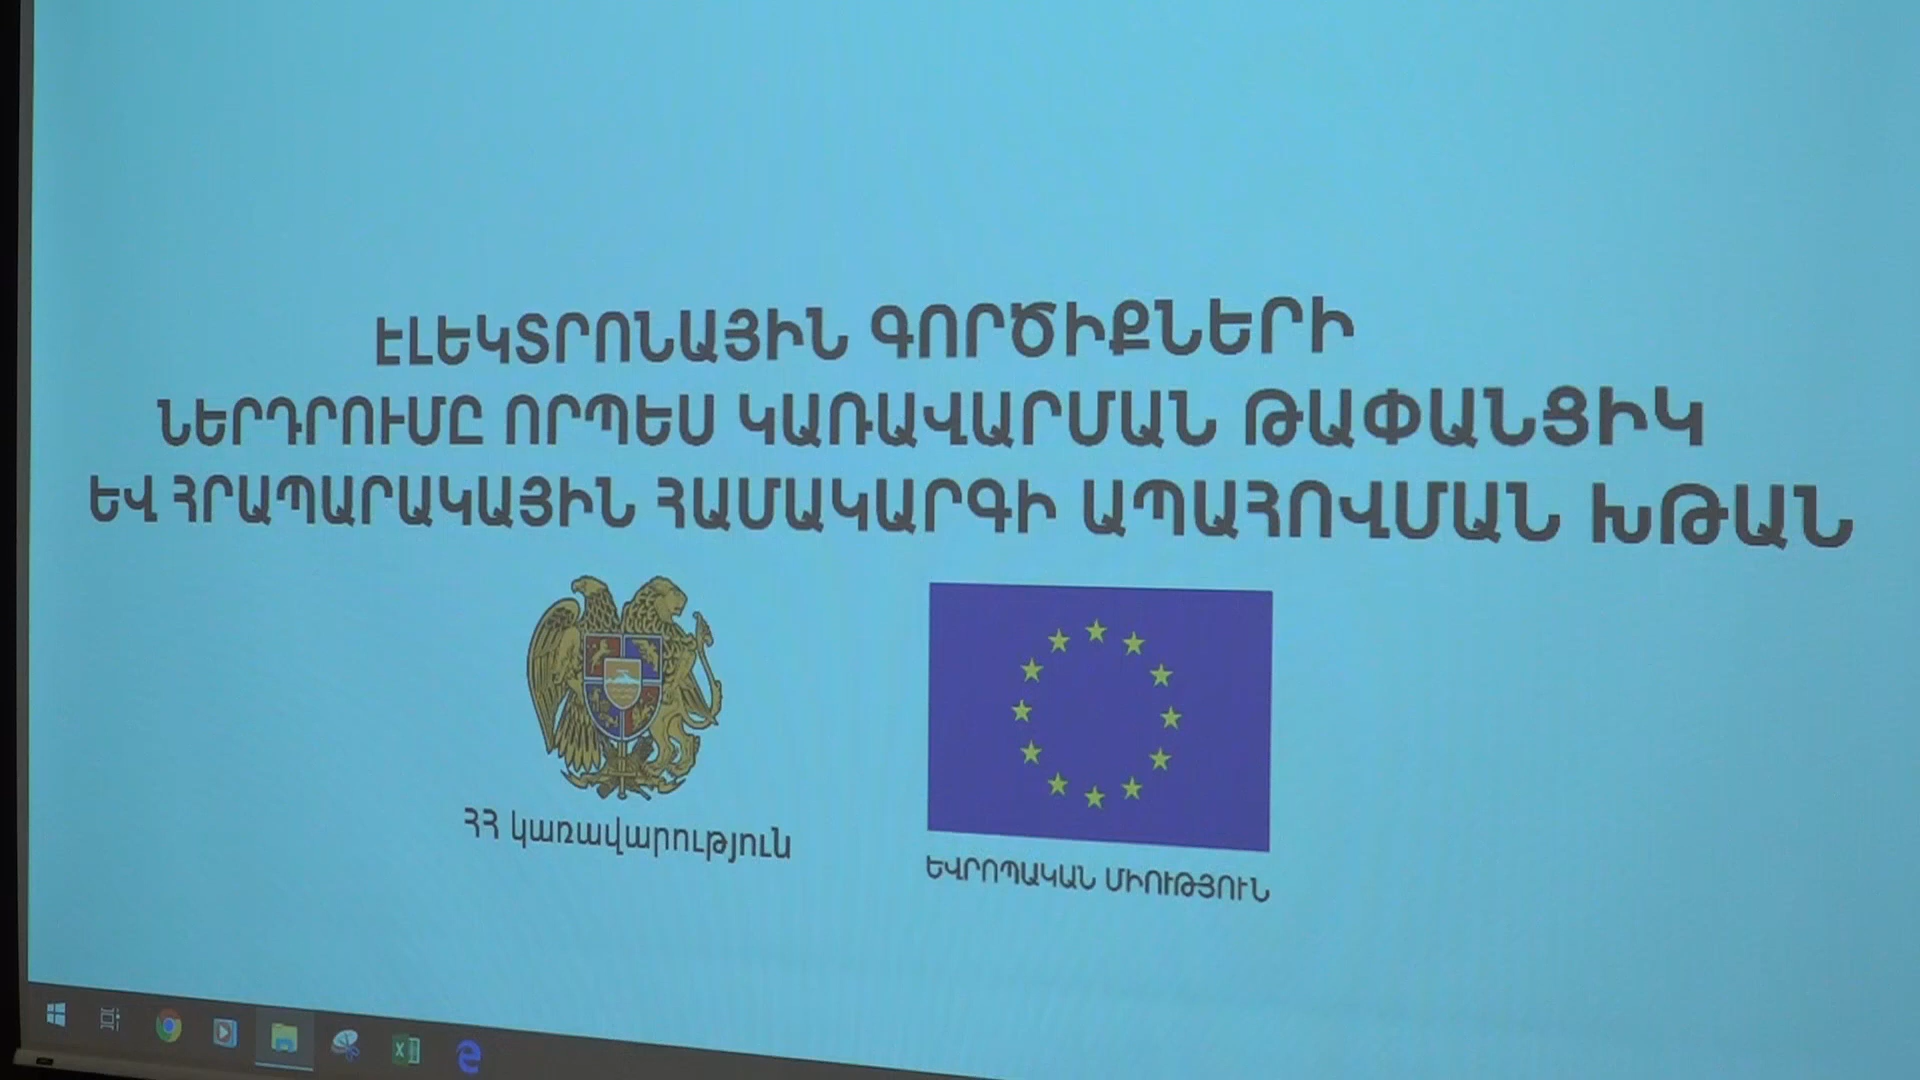 ԷԼԵԿՏՐՈՆԱՅԻՆ ԳՈՐԾԻՔՆԵՐԻ
ՆԵՐԴՐՈՒՄԸ ՈՐՊԵՍ ԿԱՌԱՎԱՐՄԱՆ ԹԱՓԱՆՑԻԿ
ԵՎ ՀՐԱՊԱՐԱԿԱՅԻՆ ՀԱՄԱԿԱՐԳԻ ԱՊԱՀՈՎՄԱՆ ԽԹԱՆ
ՀՀ կառավարություն
ԵՎՐՈՊԱԿԱՆ ՄԻՈՒԹՅՈՒՆ